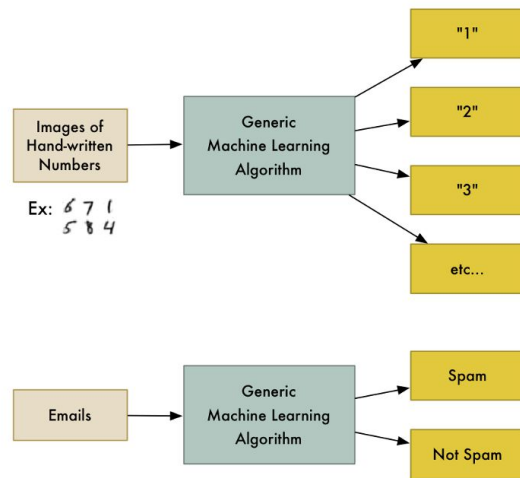 "1"
Images of
Hand-written
Numbers
Generic
Machine Learning
Algorithm
"2"
"3"
etc...
Ex: 6 7 1
5 8 4
Emails
Generic
Machine Learning
Algorithm
Spam
Not Spam